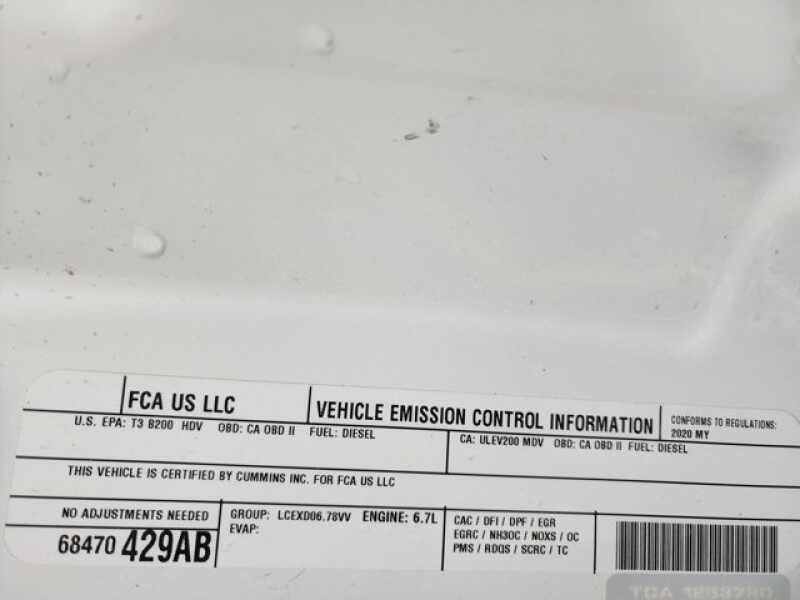 FCA US LLC
VEHICLE EMISSION CONTROL INFORMATION
CONFORMS TO REGULATIONS:
2020 MY
U.S. EPA: T3 B200 HDV OBD: CA OBD II FUEL: DIESEL
CA: ULEV200 MDV OBD: CA OBD II FUEL: DIESEL
THIS VEHICLE IS CERTIFIED BY CUMMINS INC. FOR FCA US LLC
NO ADJUSTMENTS NEEDED
68470 429AB
GROUP: LCEXD06.78VV ENGINE: 6.7L
EVAP:
CAC / DFI / DPF / EGR
EGRC / NH3OC / NOXS / OC
PMS / RDQS / SCRC / TC